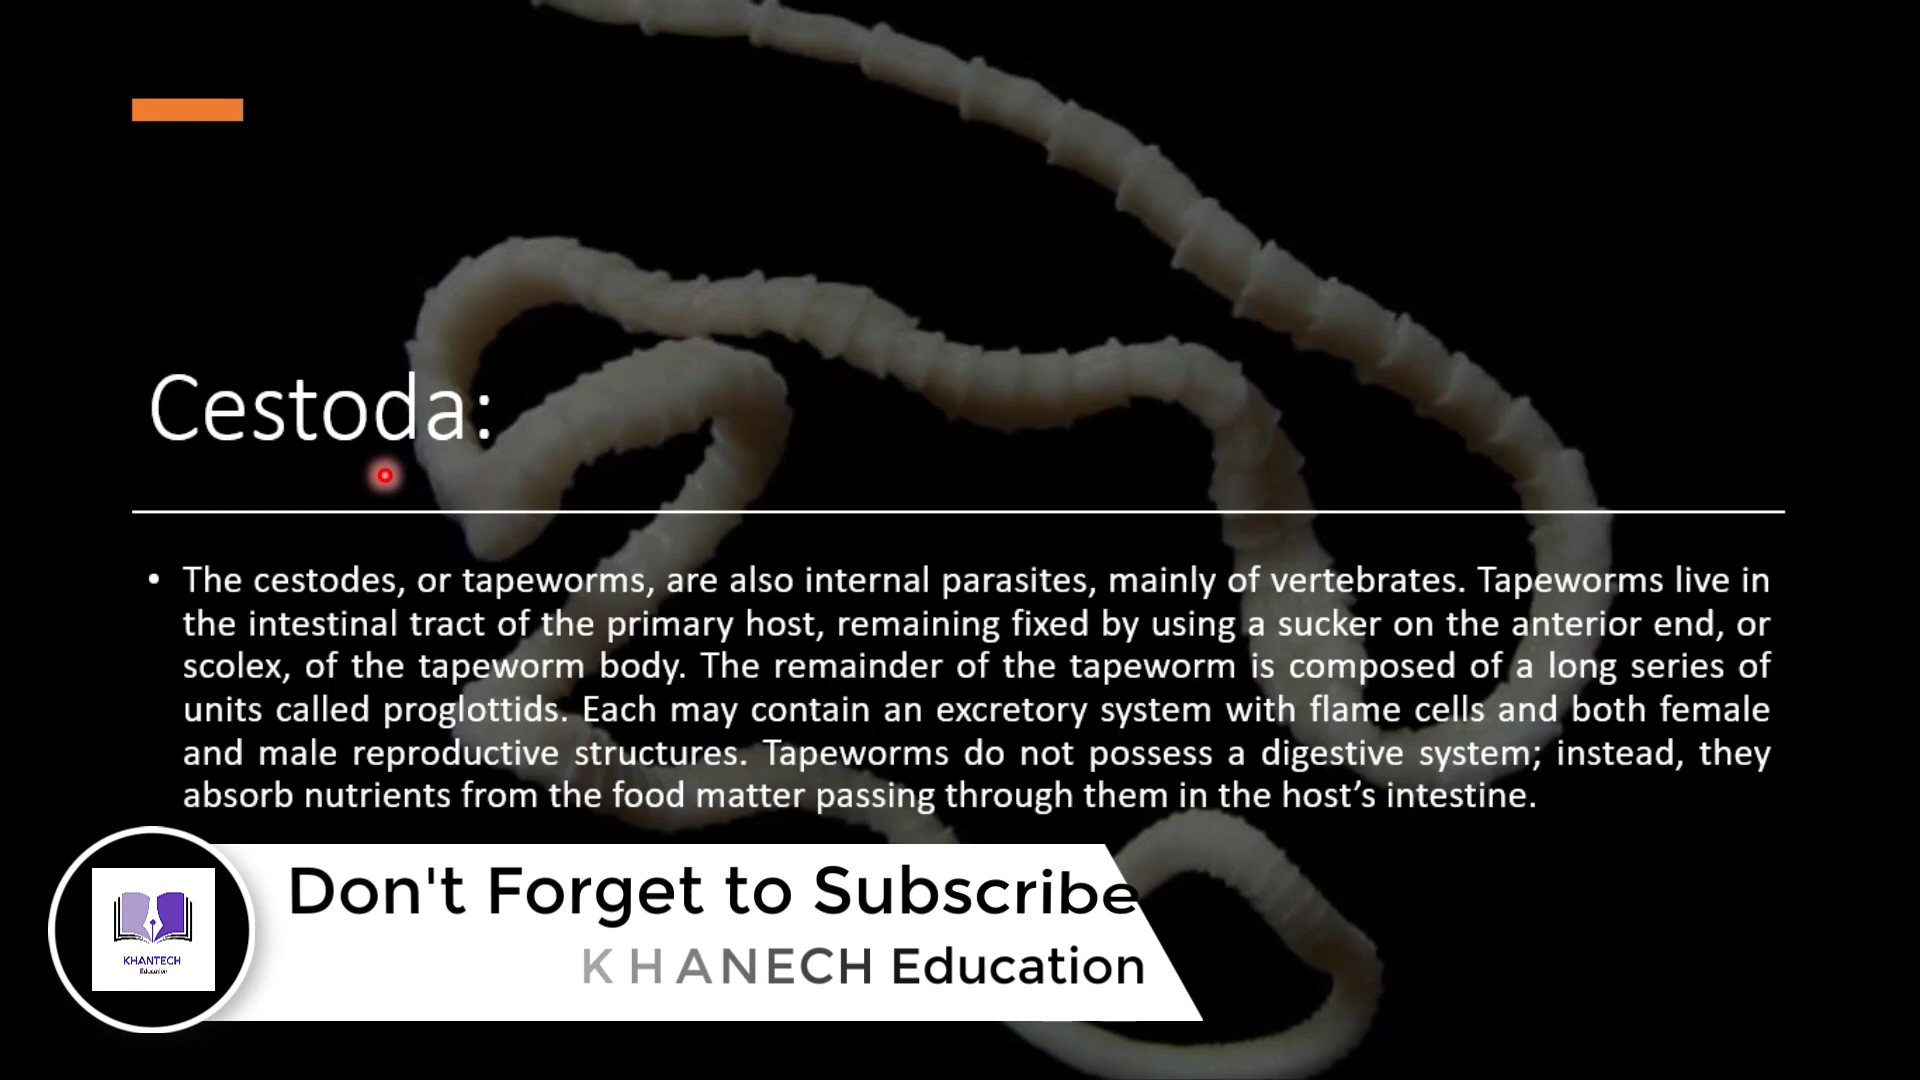 Cestoda:
• The cestodes, or tapeworms, are also internal parasites, mainly of vertebrates. Tapeworms live in
the intestinal tract of the primary host, remaining fixed by using a sucker on the anterior end, or
scolex, of the tapeworm body. The remainder of the tapeworm is composed of a long series of
units called proglottids. Each may contain an excretory system with flame cells and both female
and male reproductive structures. Tapeworms do not possess a digestive system; instead, they
absorb nutrients from the food matter passing through them in the host’s intestine.
Don't Forget to Subscribe
KHANECH Education
KHANTECH
Education